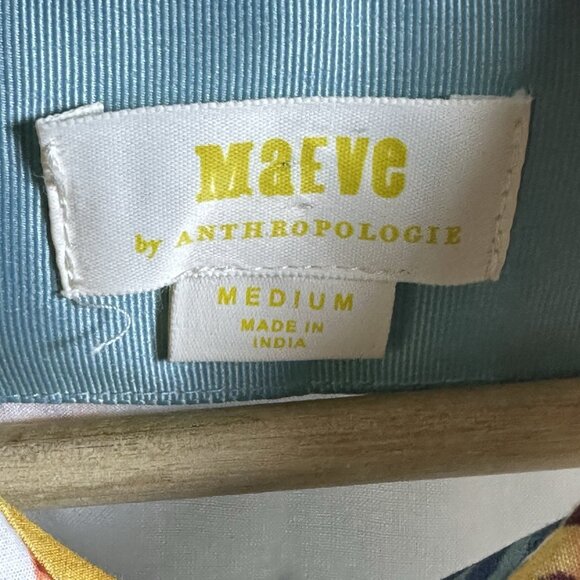 MaEve
by ANTHROPOLOGIE
MEDIUM
MADE IN
INDIA